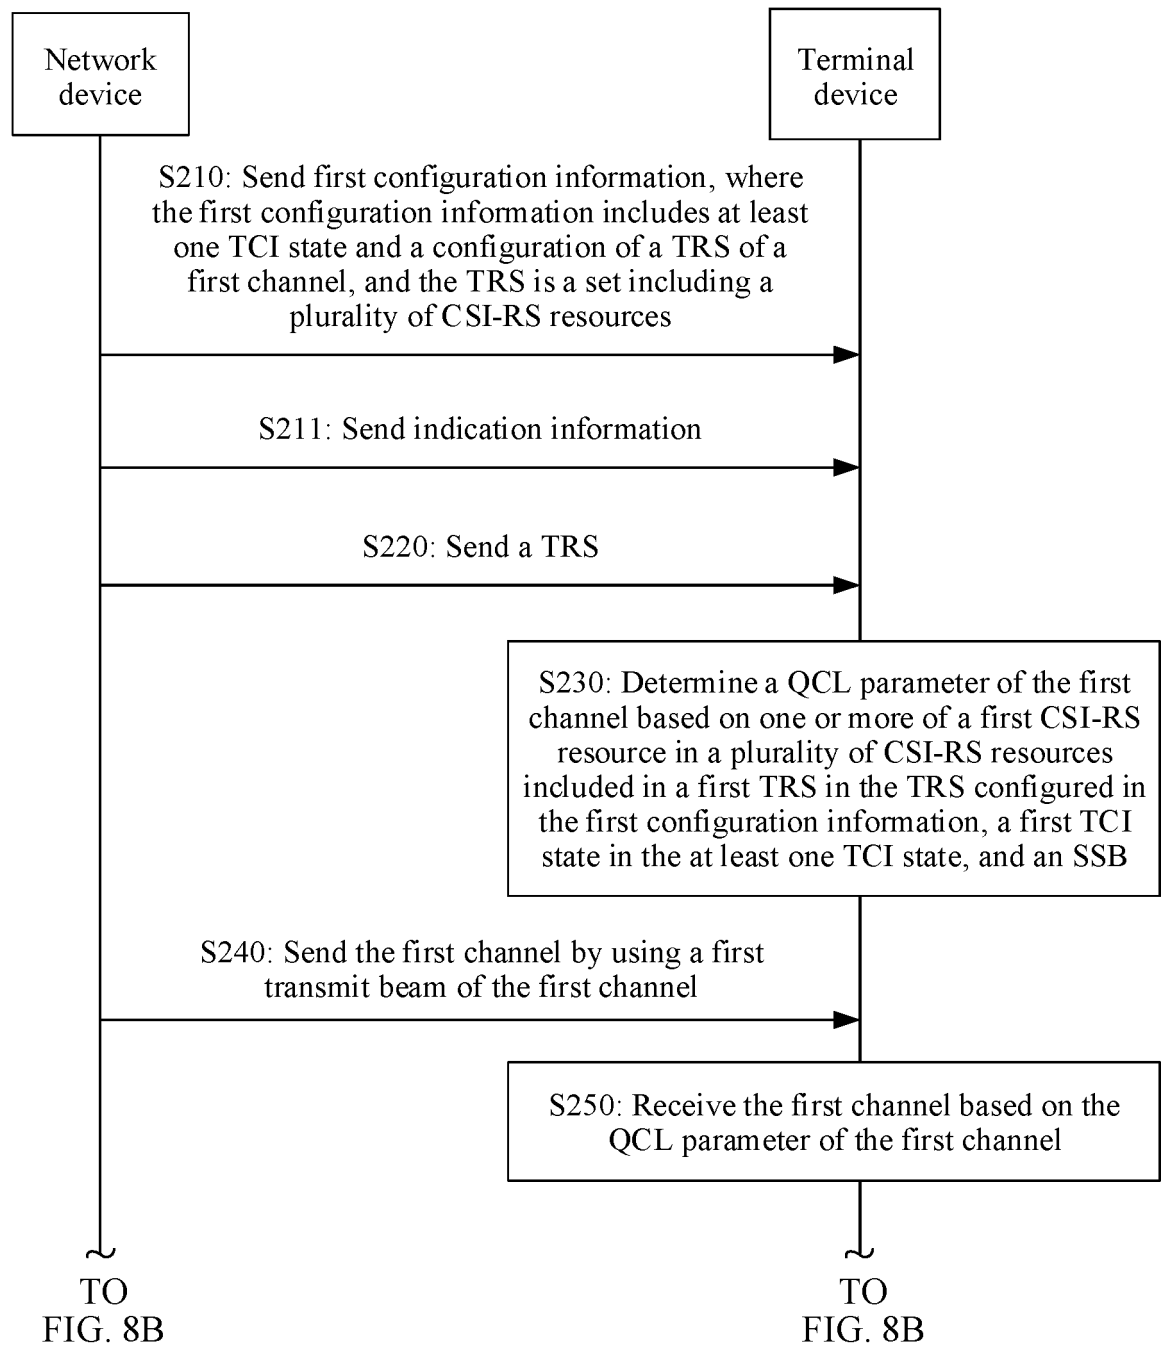 Network
device
Terminal
device
S210: Send first configuration information, where
the first configuration information includes at least
one TCI state and a configuration of a TRS of a
first channel, and the TRS is a set including a
plurality of CSI-RS resources
S211: Send indication information
S220: Send a TRS
S230: Determine a QCL parameter of the first
channel based on one or more of a first CSI-RS
resource in a plurality of CSI-RS resources
included in a first TRS in the TRS configured in
the first configuration information, a first TCI
state in the at least one TCI state, and an SSB
S240: Send the first channel by using a first
transmit beam of the first channel
S250: Receive the first channel based on the
QCL parameter of the first channel
TO
FIG. 8B
TO
FIG. 8B